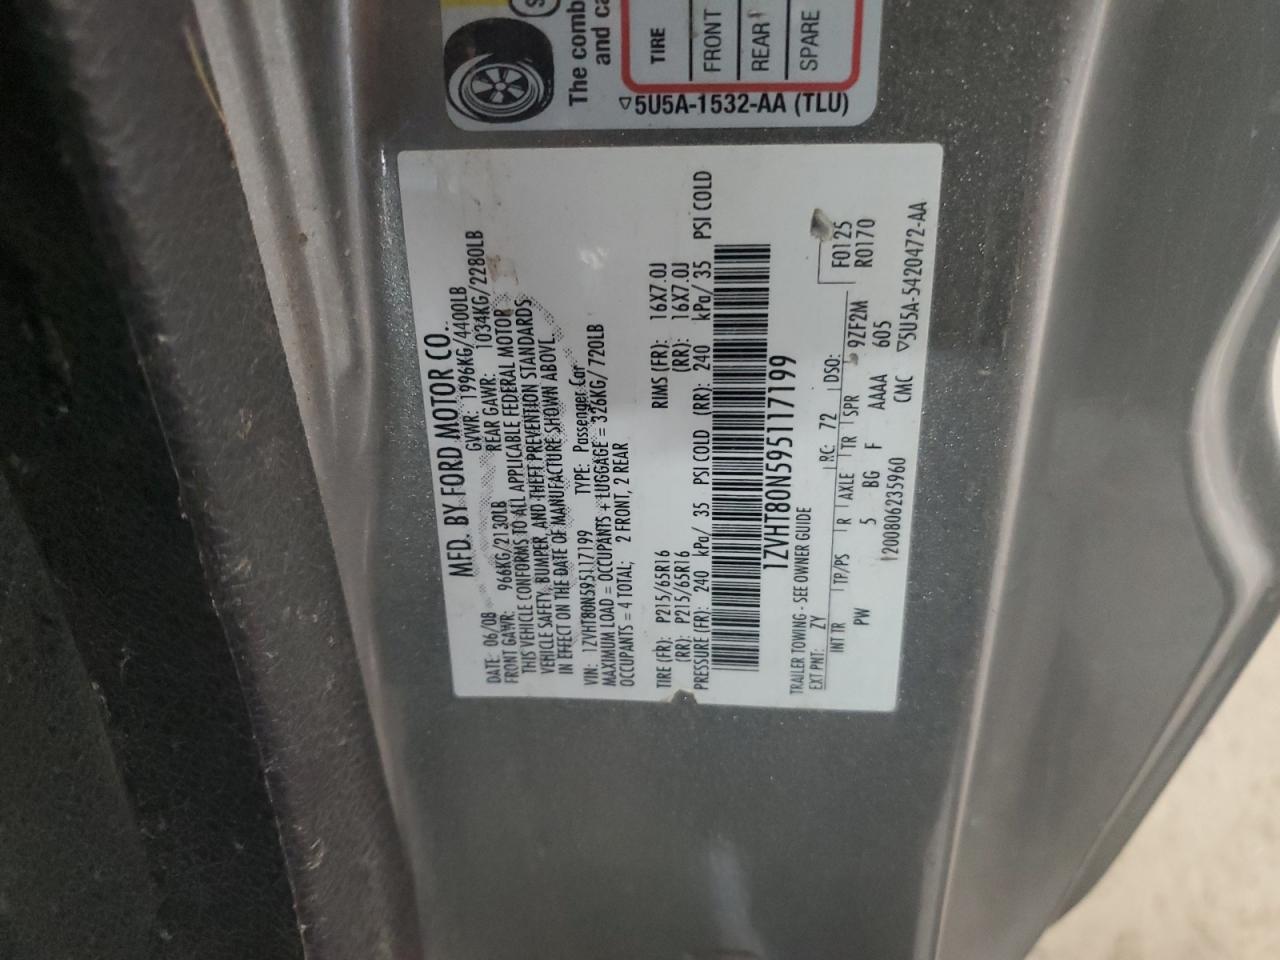 The comb
and ca
TIRE
FRONT
REAR
SPARE
5U5A-1532-AA (TLU)
MFD. BY FORD MOTOR CO.
DATE: 06/08 GVWR: 1996KG/4400LB
FRONT GAWR: 966KG/2130LB REAR GAWR: 1034KG/2280LB
THIS VEHICLE CONFORMS TO ALL APPLICABLE FEDERAL MOTOR
VEHICLE SAFETY, BUMPER, AND THEFT PREVENTION STANDARDS
IN EFFECT ON THE DATE OF MANUFACTURE SHOWN ABOVE.
VIN: 1ZVHT80N595117199 TYPE: Passenger Car
MAXIMUM LOAD = OCCUPANTS + LUGGAGE = 326KG/ 720LB
OCCUPANTS = 4 TOTAL; 2 FRONT, 2 REAR
TIRE (FR): P215/65R16 RIMS (FR): 16X7.0J
(RR): P215/65R16 (RR): 16X7.0J
PRESSURE (FR): 240 kPa/ 35 PSI COLD (RR): 240 kPa/ 35 PSI COLD
1ZVHT80N595117199
TRAILER TOWING - SEE OWNER GUIDE F0125
EXT PNT: ZY RC: 72 DSO: R0170
INT TR TP/PS R AXLE TR SPR 9ZF2M
PW 5 BG F AAAA 605
1200806235960 CMC 5U5A-5420472-AA